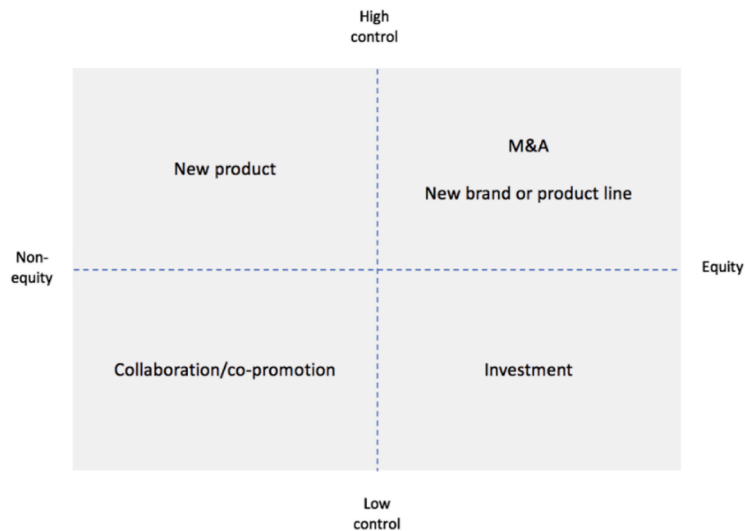 High
control
M&A
New product
New brand or product line
Non-
equity
Equity
Collaboration/co-promotion
Investment
Low
control